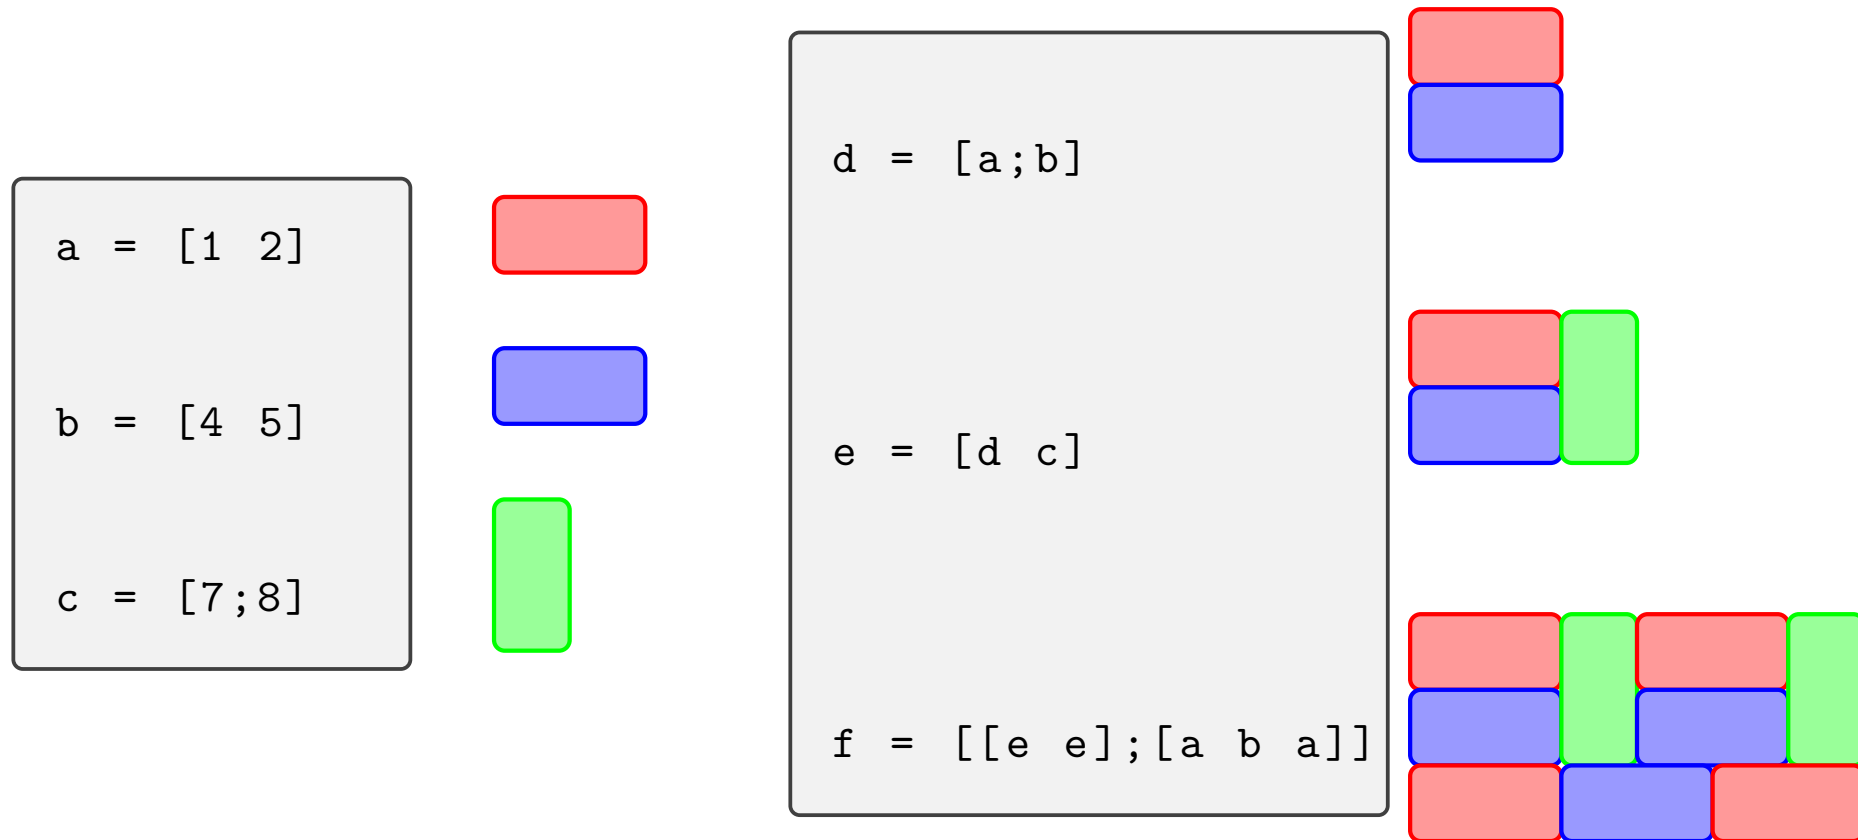 a = [1 2]
b = [4 5]
c = [7;8]
d = [a;b]
e = [d c]
f = [[e e];[a b a]]